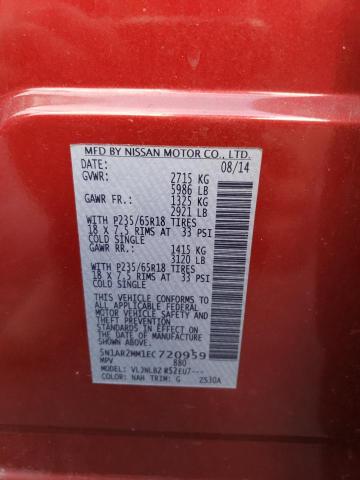 MFD BY NISSAN MOTOR CO., LTD.
DATE: 08/14
GVWR: 2715 KG
5986 LB
GAWR FR.: 1325 KG
2921 LB
WITH P235/65R18 TIRES
18 X 7.5 RIMS AT 33 PSI
COLD SINGLE
GAWR RR.: 1415 KG
3120 LB
WITH P235/65R18 TIRES
18 X 7.5 RIMS AT 33 PSI
COLD SINGLE
THIS VEHICLE CONFORMS TO
ALL APPLICABLE FEDERAL
MOTOR VEHICLE SAFETY AND
THEFT PREVENTION
STANDARDS IN EFFECT ON
THE DATE OF MANUFACTURE
SHOWN ABOVE.
5N1AR2MM1EC720959
MPV 880
MODEL:
COLOR: NAH TRIM: G 2S30A